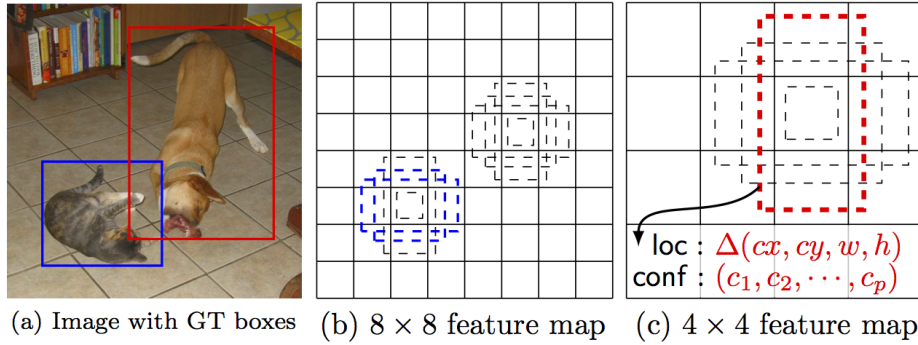 loc : Δ(cx, cy, w, h)
conf : (c₁, c₂, ⋯, cₚ)
(a) Image with GT boxes
(b) 8 × 8 feature map
(c) 4 × 4 feature map